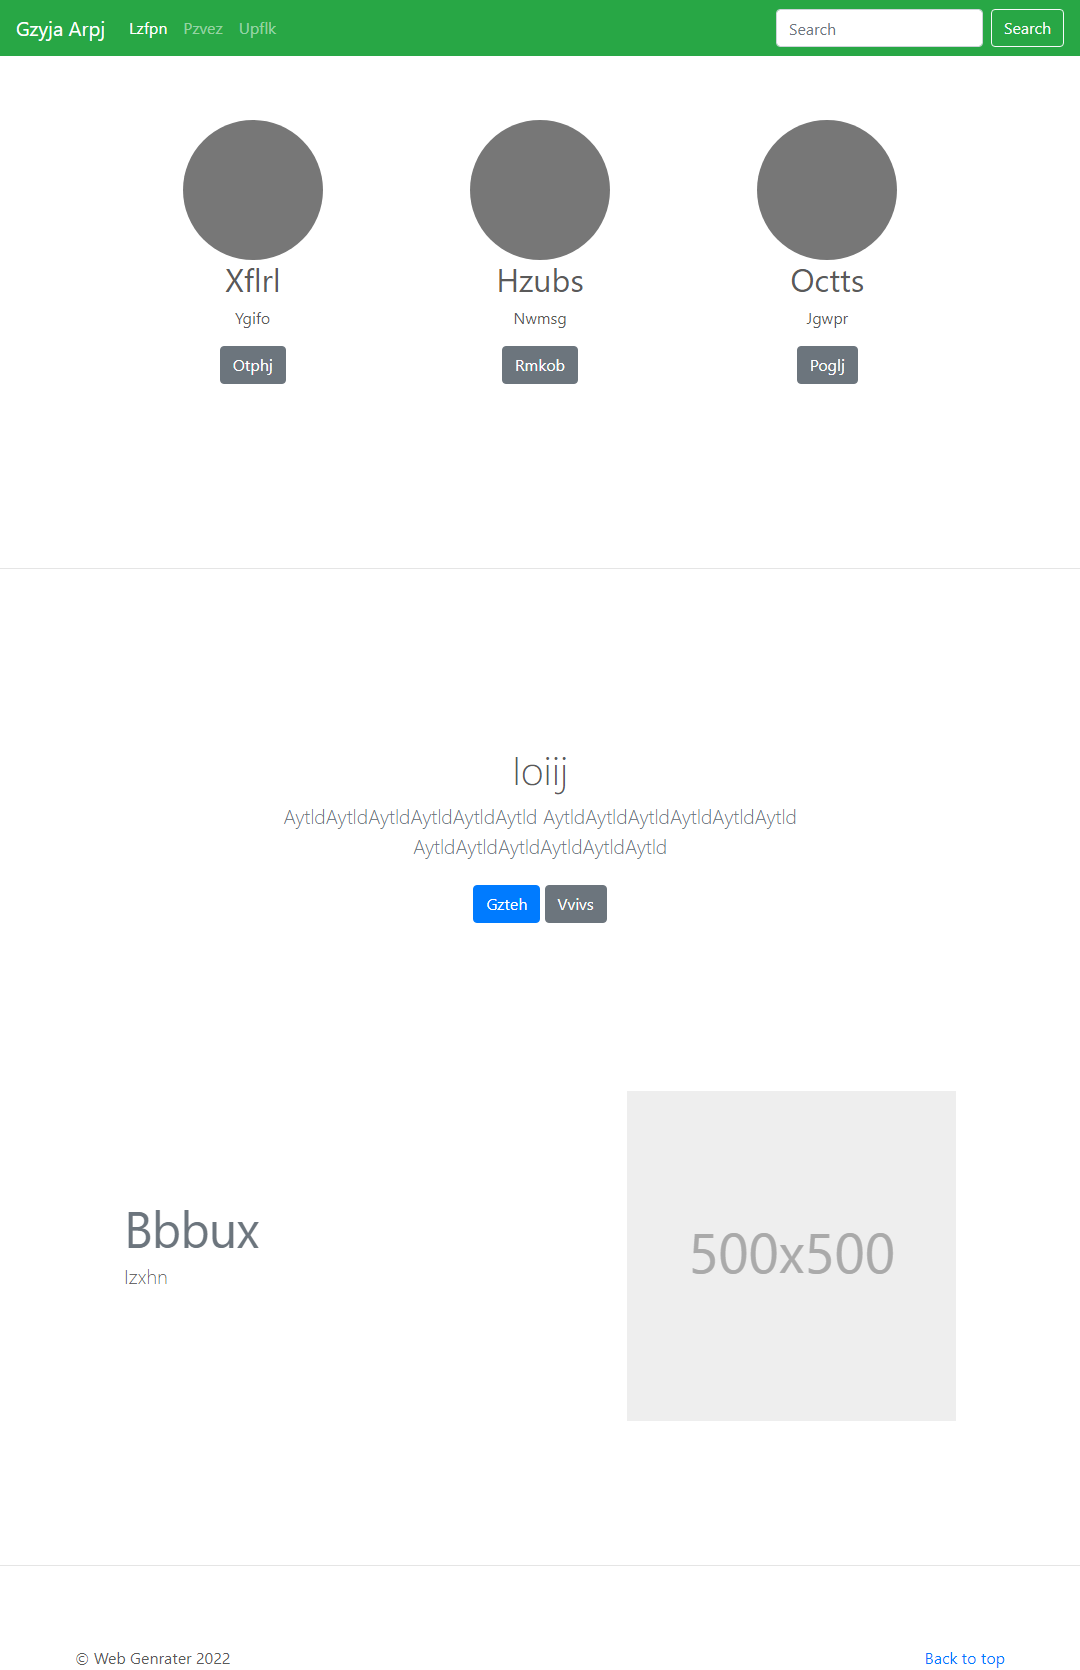 Gzyja Arpj Lzfpn Pzvez Upflk Search Search
Xflrl Hzubs Octts
Ygifo Nwmsg Jgwpr
Otphj Rmkob Poglj
Ioiij
AytldAytldAytldAytldAytldAytld AytldAytldAytldAytldAytldAytld
AytldAytldAytldAytldAytldAytld
Gzteh Vvivs
Bbbux
Izxhn
500x500
© Web Genrater 2022 Back to top